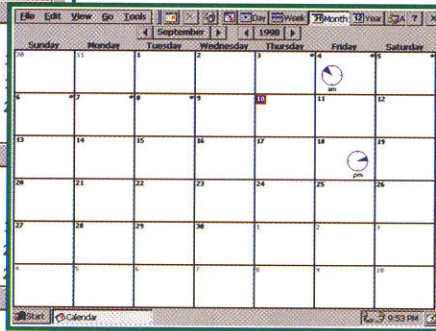 File Edit View Go Tools Day Week 31 Month 12 Year A ? ×
September 1998
Sunday Monday Tuesday Wednesday Thursday Friday Saturday
30 31 1 2 3 4 5
am
6 7 8 9 10 11 12
13 14 15 16 17 18 19
pm
20 21 22 23 24 25 26
27 28 29 30 1 2 3
4 5 6 7 8 9 10
Start Calendar 9:53 PM